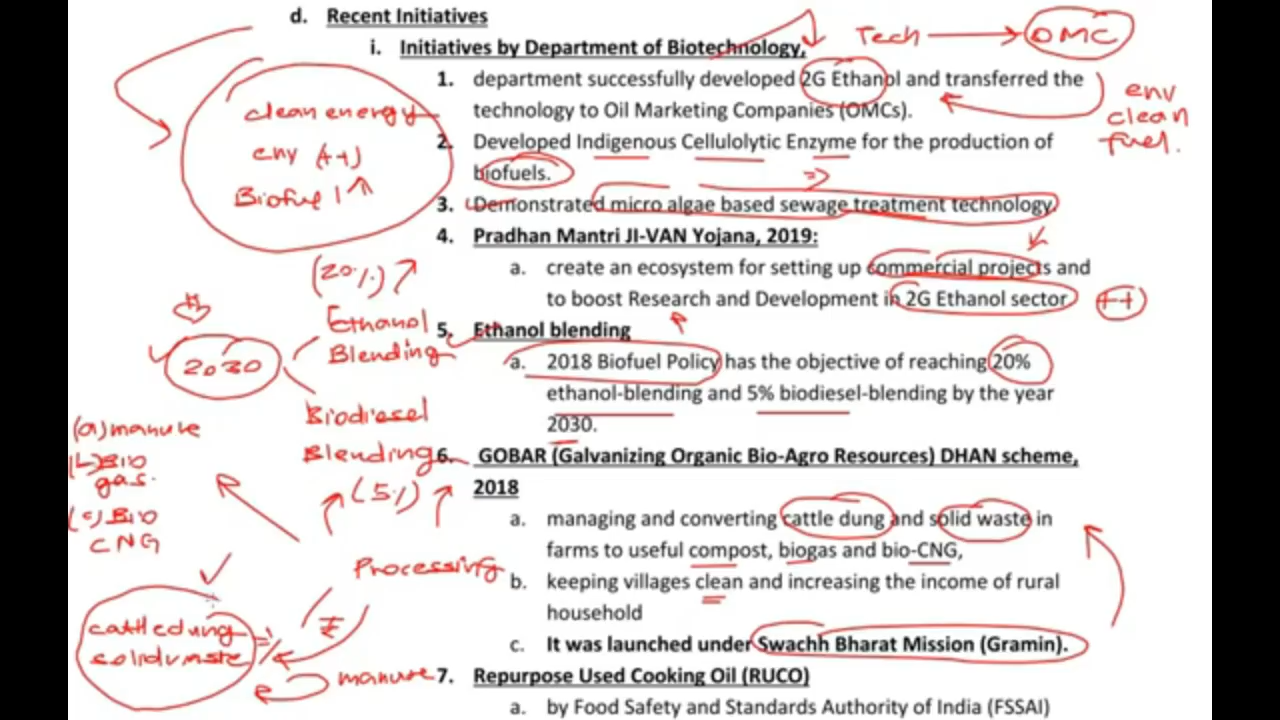 d. Recent Initiatives
i. Initiatives by Department of Biotechnology,
Tech → OMC
1. department successfully developed 2G Ethanol and transferred the
technology to Oil Marketing Companies (OMCs).
env
clean
fuel.
clean energy
env (++)
Biofuel ↑
2. Developed Indigenous Cellulolytic Enzyme for the production of
biofuels.
3. Demonstrated micro algae based sewage treatment technology.
4. Pradhan Mantri JI-VAN Yojana, 2019:
a. create an ecosystem for setting up commercial projects and
to boost Research and Development in 2G Ethanol sector
++
(20%) ↑
Ethanol
Blending
2030
Biodiesel
Blending
(5%)
5. Ethanol blending
a. 2018 Biofuel Policy has the objective of reaching 20%
ethanol-blending and 5% biodiesel-blending by the year
2030.
6. GOBAR (Galvanizing Organic Bio-Agro Resources) DHAN scheme,
2018
a. managing and converting cattle dung and solid waste in
farms to useful compost, biogas and bio-CNG,
b. keeping villages clean and increasing the income of rural
household
c. It was launched under Swachh Bharat Mission (Gramin).
(a) manure
(b) Bio
gas.
(c) Bio
CNG
Processing
₹
cattle dung
solid waste
manure
7. Repurpose Used Cooking Oil (RUCO)
a. by Food Safety and Standards Authority of India (FSSAI)